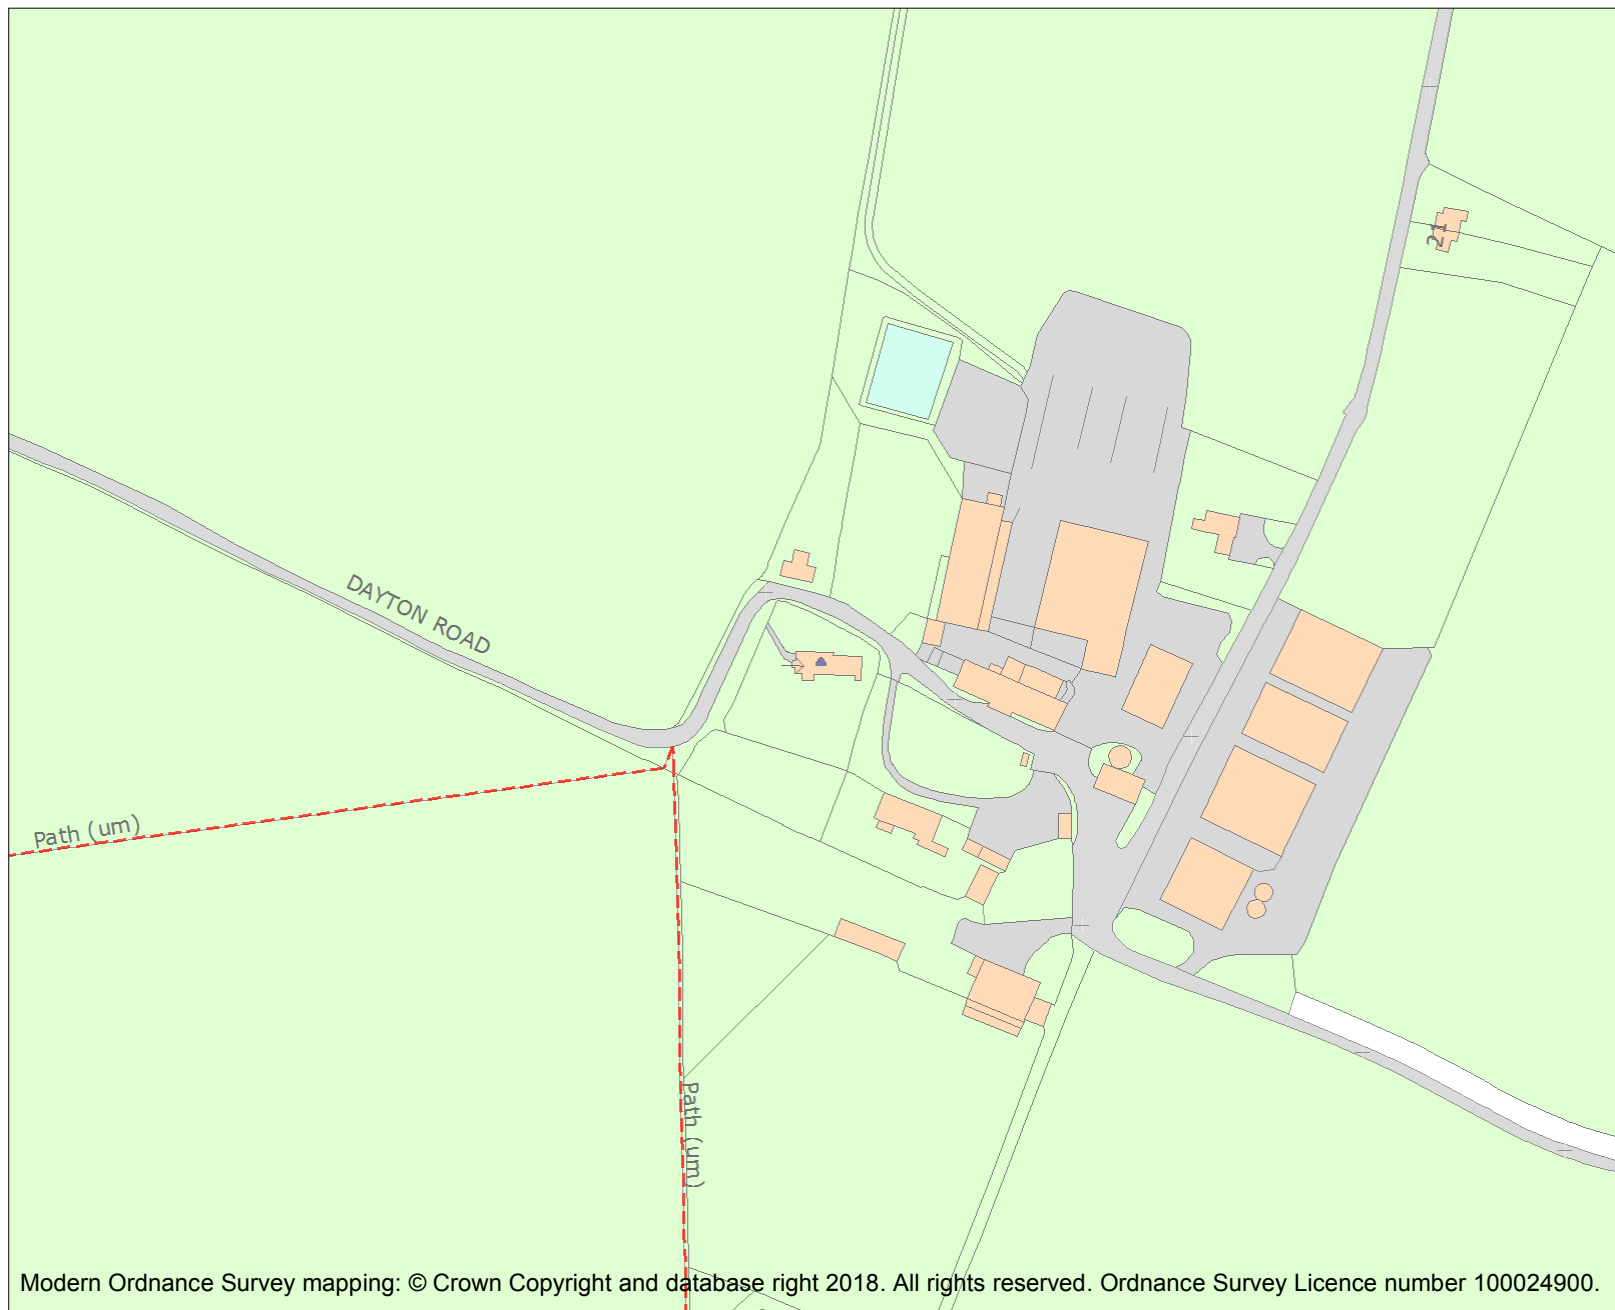 21
DAYTON ROAD
Path (um)
Path (um)
Modern Ordnance Survey mapping: © Crown Copyright and database right 2018. All rights reserved. Ordnance Survey Licence number 100024900.